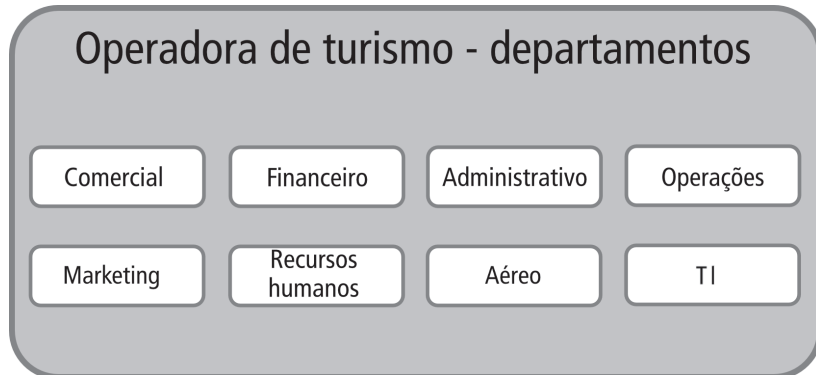 Operadora de turismo - departamentos
Comercial
Financeiro
Administrativo
Operações
Marketing
Recursos
humanos
Aéreo
TI